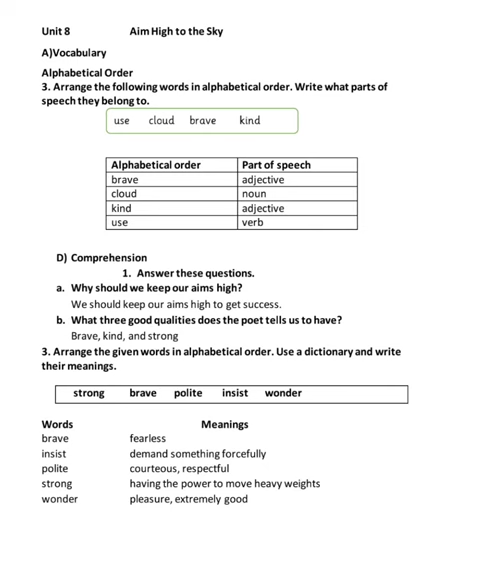 Unit 8 Aim High to the Sky
A)Vocabulary
Alphabetical Order
3. Arrange the following words in alphabetical order. Write what parts of
speech they belong to.
use cloud brave kind
Alphabetical order Part of speech
brave adjective
cloud noun
kind adjective
use verb
D) Comprehension
1. Answer these questions.
a. Why should we keep our aims high?
We should keep our aims high to get success.
b. What three good qualities does the poet tell us to have?
Brave, kind, and strong
3. Arrange the given words in alphabetical order. Use a dictionary and write
their meanings.
strong brave polite insist wonder
Words Meanings
brave fearless
insist demand something forcefully
polite courteous, respectful
strong having the power to move heavy weights
wonder pleasure, extremely good